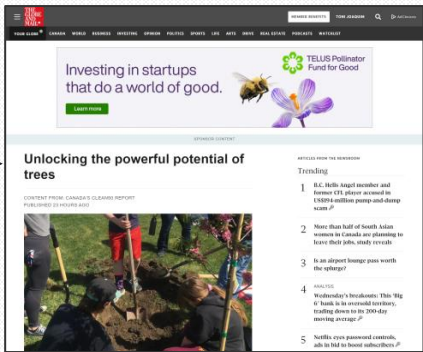 THE
GLOBE
AND
MAIL
MEMBER BENEFITS
TOM JOADSON
YOUR GLOBE
CANADA WORLD BUSINESS INVESTING OPINION POLITICS SPORTS LIFE ARTS DRIVE REAL ESTATE PODCASTS WATCHLIST
Investing in startups
that do a world of good.
Learn more
TELUS Pollinator
Fund for Good
SPONSOR CONTENT
Unlocking the powerful potential of
trees
CONTENT FROM: CANADA'S CLEAN50 REPORT
PUBLISHED 23 HOURS AGO
ARTICLES FROM THE NEWSROOM
Trending
1 B.C. Hells Angel member and
former CFL player accused in
US$194-million pump-and-dump
scam
2 More than half of South Asian
women in Canada are planning to
leave their jobs, study reveals
3 Is an airport lounge pass worth
the splurge?
4 ANALYSIS
Wednesday's breakouts: This 'Big
6' bank is in oversold territory,
trading down to its 200-day
moving average
5 Netflix eyes password controls,
ads in bid to boost subscribers